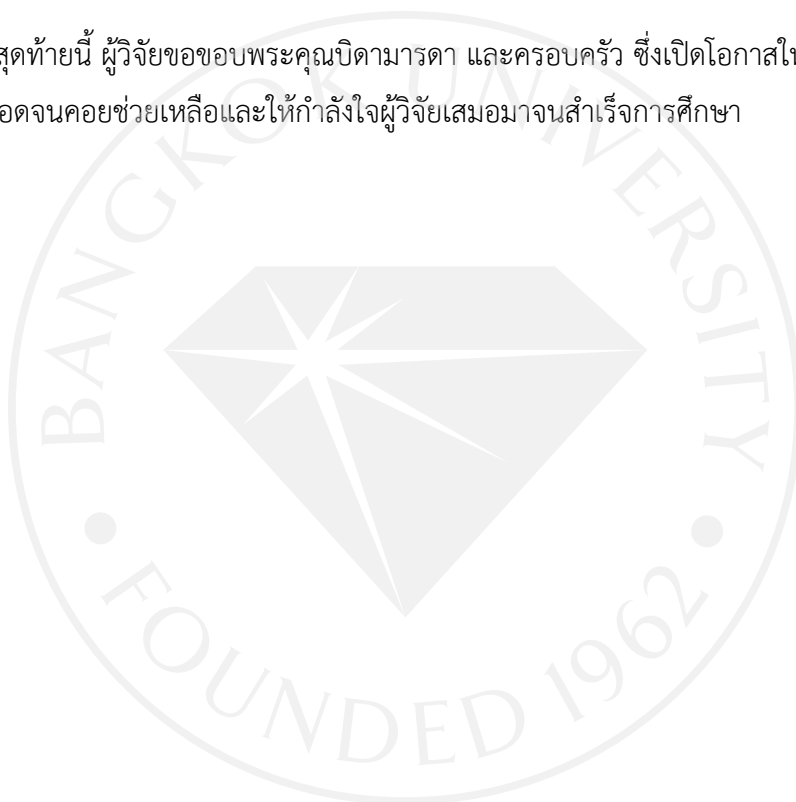 สุดท้ายนี้ ผู้วิจัยขอขอบพระคุณบิดามารดา และครอบครัว ซึ่งเปิดโอกาสให
อดจนคอยช่วยเหลือและให้กำลังใจผู้วิจัยเสมอมาจนสำเร็จการศึกษา
BANGKOK UNIVERSITY
FOUNDED 1962